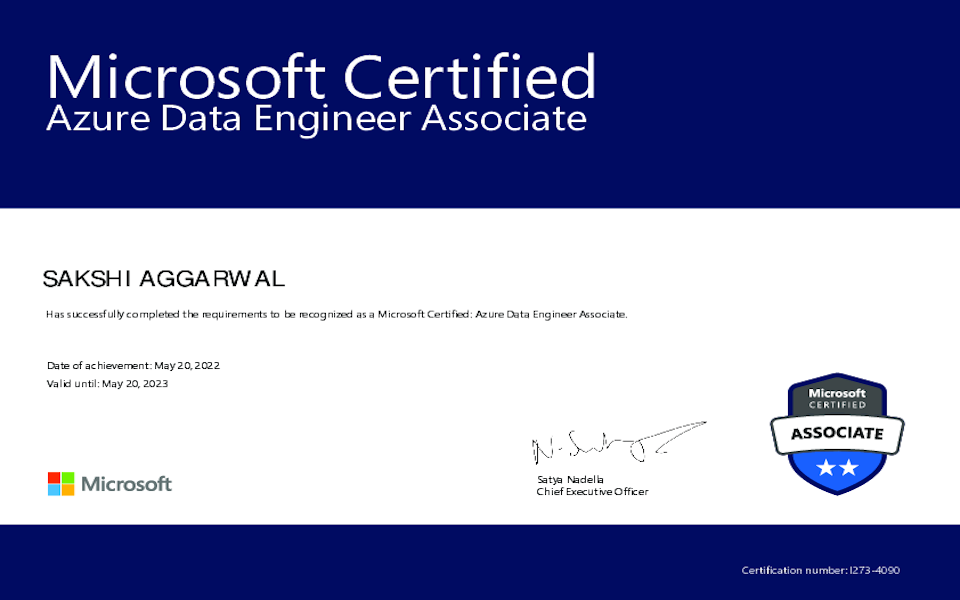 Microsoft Certified
Azure Data Engineer Associate
SAKSHI AGGARWAL
Has successfully completed the requirements to be recognized as a Microsoft Certified: Azure Data Engineer Associate.
Date of achievement: May 20, 2022
Valid until: May 20, 2023
Microsoft
CERTIFIED
ASSOCIATE
Microsoft
Satya Nadella
Chief Executive Officer
Certification number: I273-4090